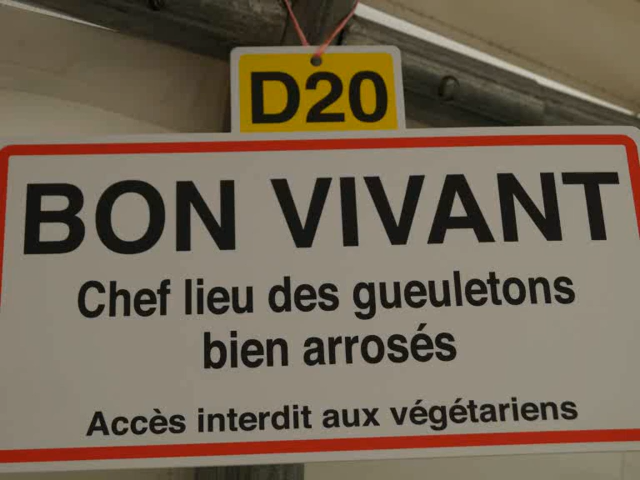 D20
BON VIVANT
Chef lieu des gueuletons
bien arrosés
Accès interdit aux végétariens